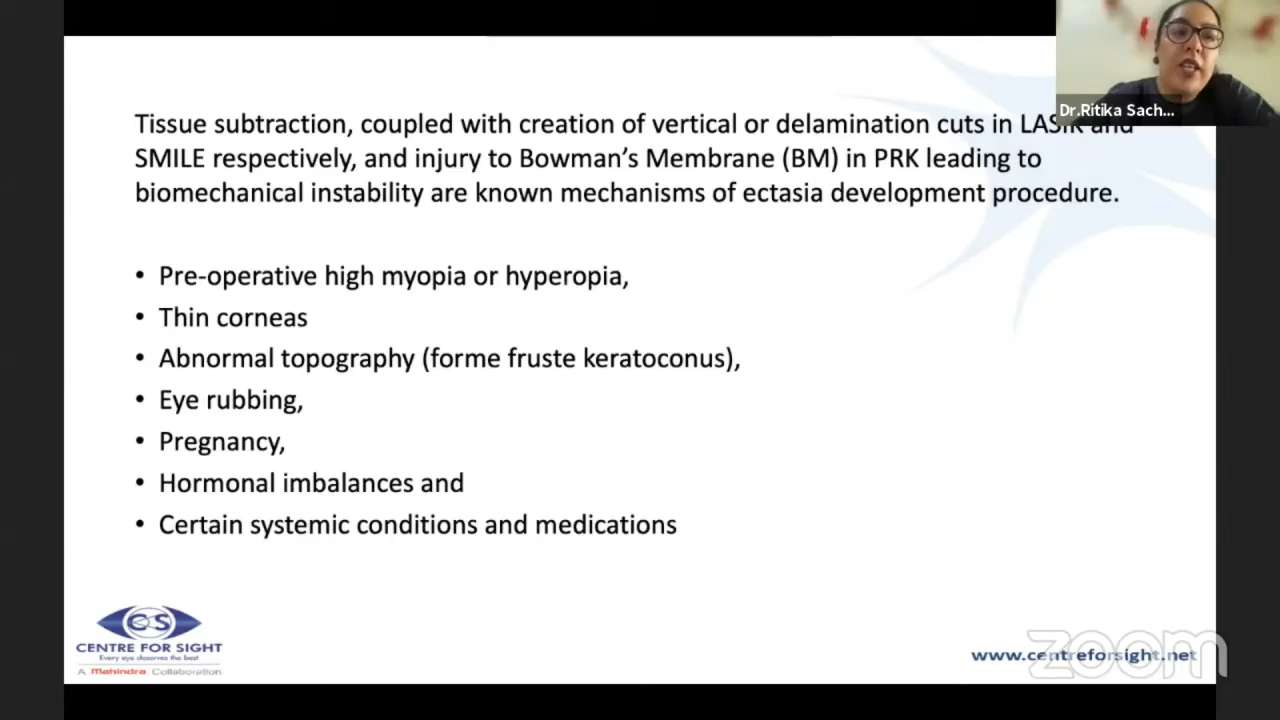 Dr.Ritika Sach...
Tissue subtraction, coupled with creation of vertical or delamination cuts in LASIK and
SMILE respectively, and injury to Bowman's Membrane (BM) in PRK leading to
biomechanical instability are known mechanisms of ectasia development procedure.
• Pre-operative high myopia or hyperopia,
• Thin corneas
• Abnormal topography (forme fruste keratoconus),
• Eye rubbing,
• Pregnancy,
• Hormonal imbalances and
• Certain systemic conditions and medications
CFS
CENTRE FOR SIGHT
Every eye deserves the best
A Mahindra Collaboration
www.centreforsight.net
zoom